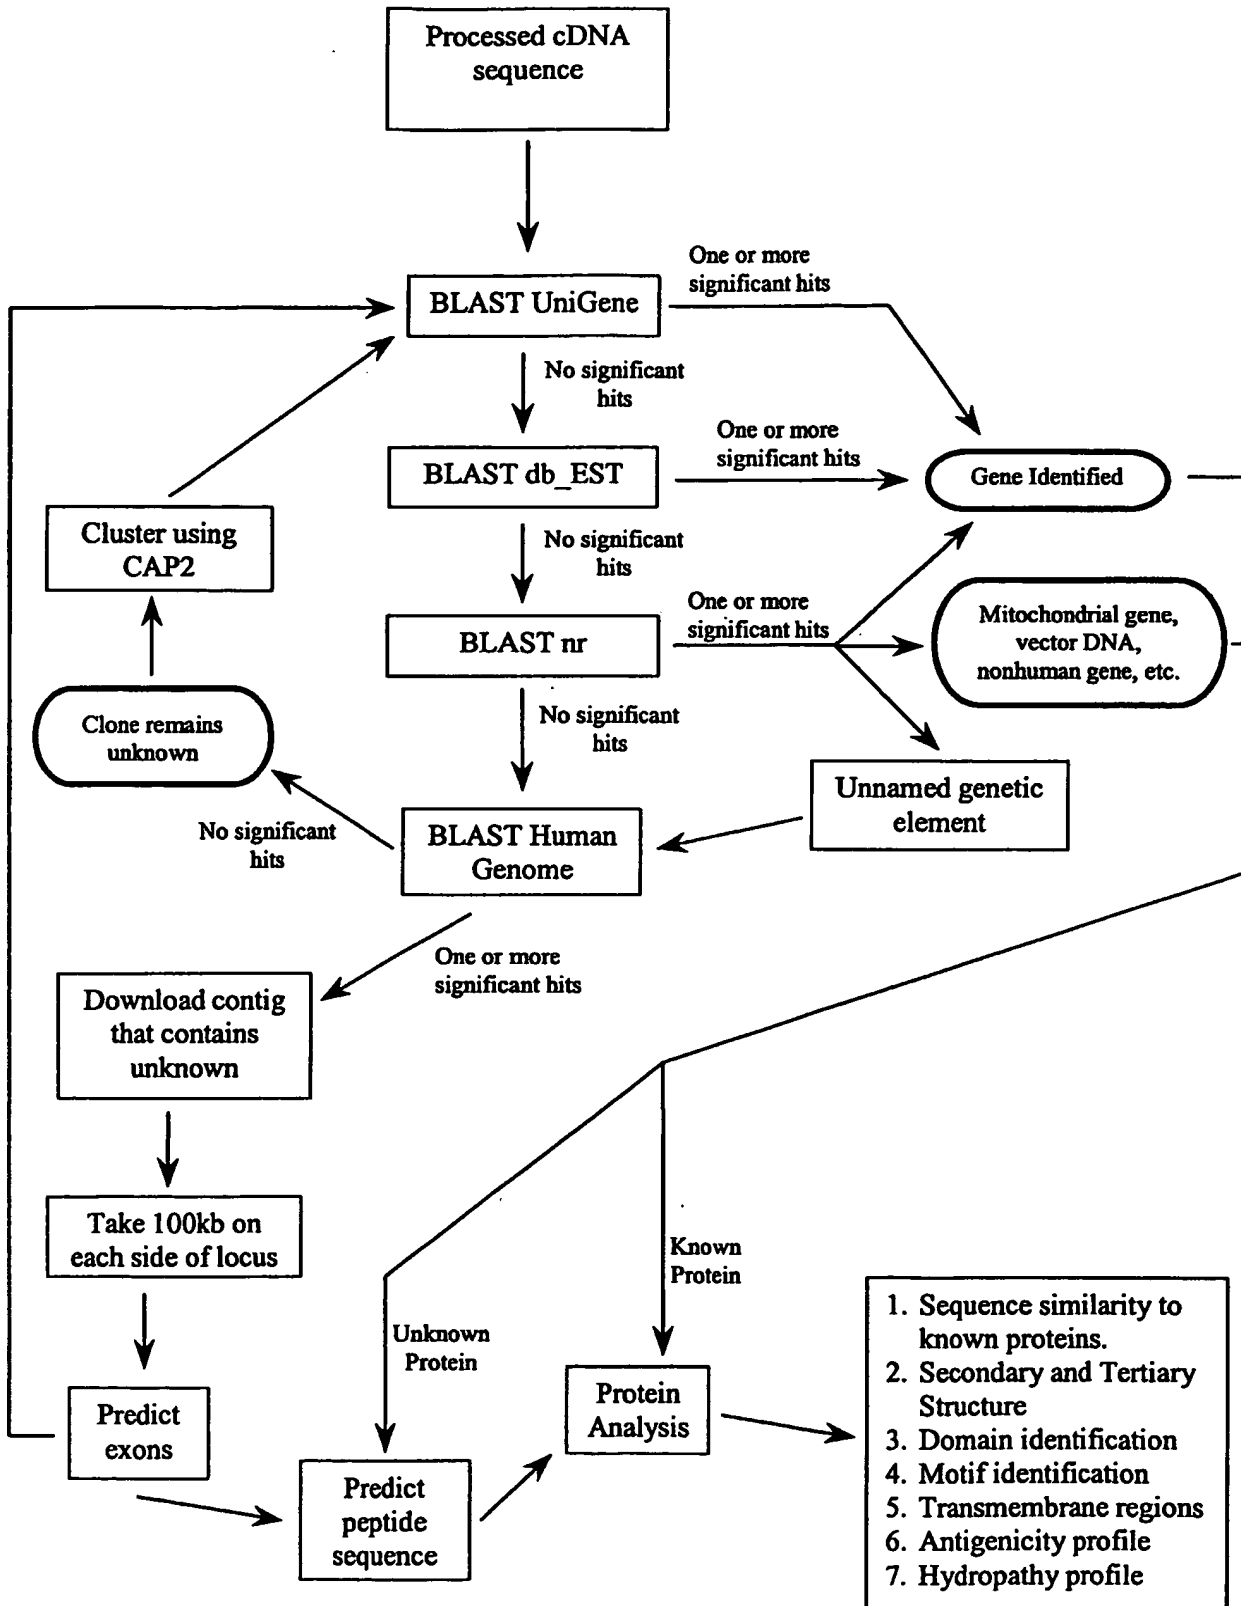 Processed cDNA
sequence
One or more
significant hits
BLAST UniGene
No significant
hits
One or more
significant hits
BLAST db_EST
Gene Identified
Cluster using
CAP2
No significant
hits
One or more
significant hits
Mitochondrial gene,
vector DNA,
nonhuman gene, etc.
BLAST nr
Clone remains
unknown
No significant
hits
Unnamed genetic
element
No significant
hits
BLAST Human
Genome
One or more
significant hits
Download contig
that contains
unknown
Take 100kb on
each side of locus
Known
Protein
Unknown
Protein
Predict
exons
Protein
Analysis
Predict
peptide
sequence
1. Sequence similarity to
known proteins.
2. Secondary and Tertiary
Structure
3. Domain identification
4. Motif identification
5. Transmembrane regions
6. Antigenicity profile
7. Hydropathy profile